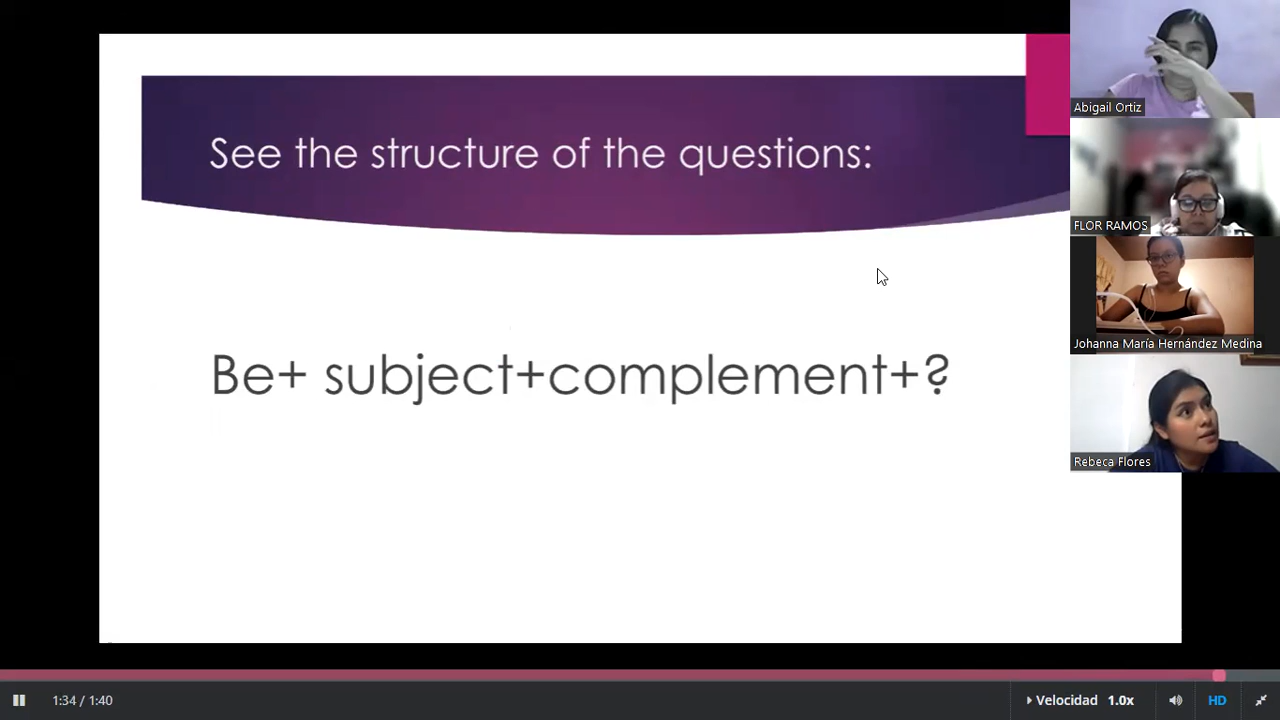 See the structure of the questions:
Be+ subject+complement+?
Abigail Ortiz
FLOR RAMOS
Johanna María Hernández Medina
Rebeca Flores
1:34 / 1:40
Velocidad 1.0x
HD